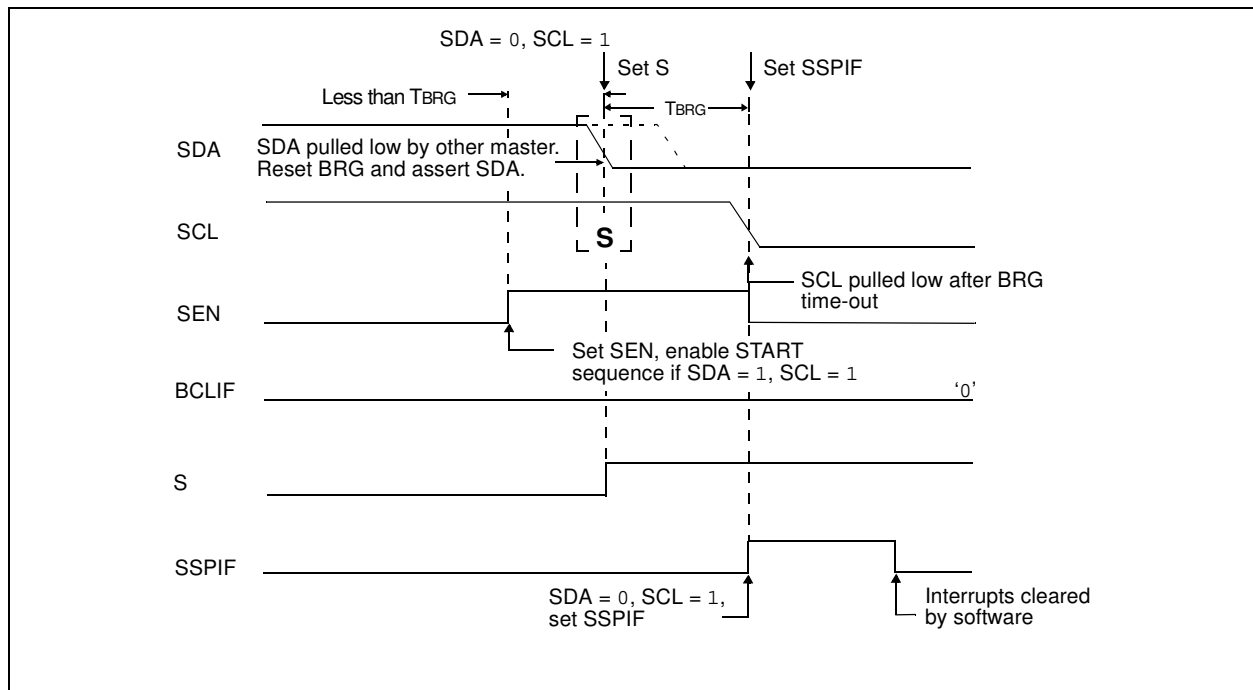 SDA = 0, SCL = 1
Set S
Set SSPIF
Less than TBRG
TBRG
SDA
SDA pulled low by other master.
Reset BRG and assert SDA.
SCL
S
SCL pulled low after BRG
time-out
SEN
Set SEN, enable START
sequence if SDA = 1, SCL = 1
BCLIF
‘0’
S
SSPIF
SDA = 0, SCL = 1,
set SSPIF
Interrupts cleared
by software